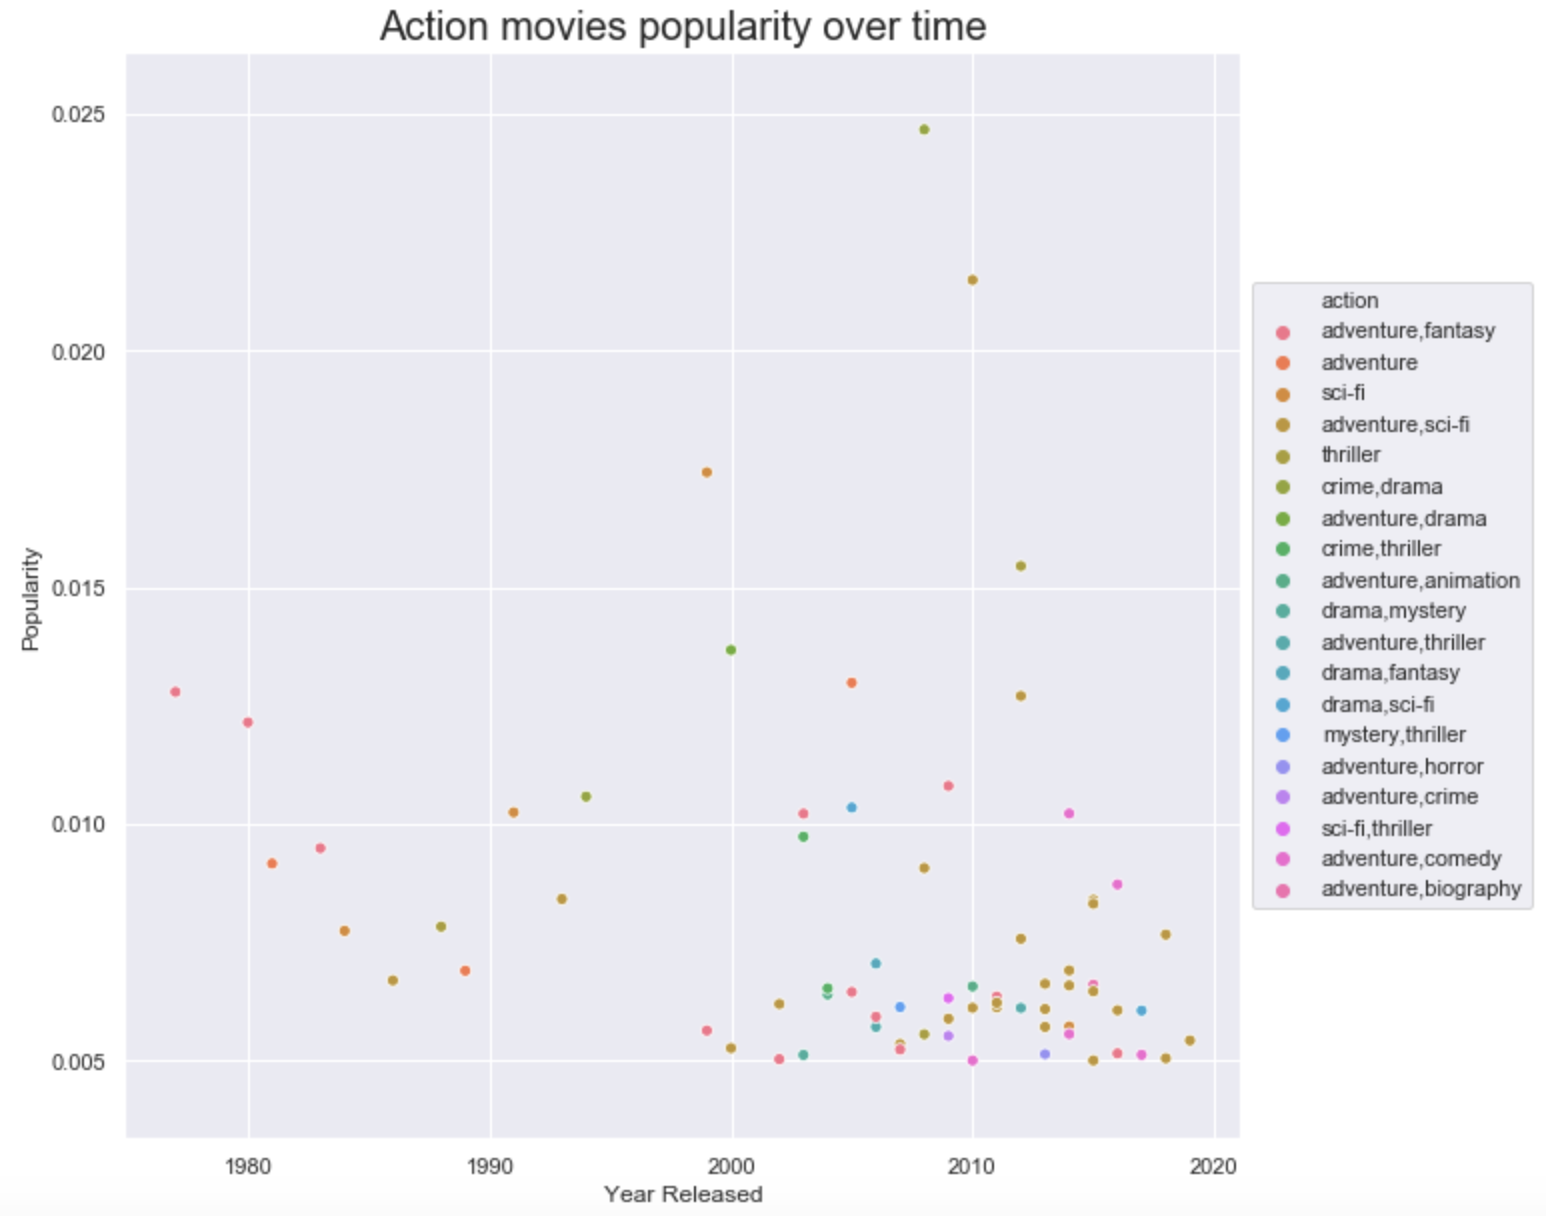 Action movies popularity over time
0.025
0.020
0.015
0.010
0.005
Popularity
1980 1990 2000 2010 2020
Year Released
action
adventure,fantasy
adventure
sci-fi
adventure,sci-fi
thriller
crime,drama
adventure,drama
crime,thriller
adventure,animation
drama,mystery
adventure,thriller
drama,fantasy
drama,sci-fi
mystery,thriller
adventure,horror
adventure,crime
sci-fi,thriller
adventure,comedy
adventure,biography